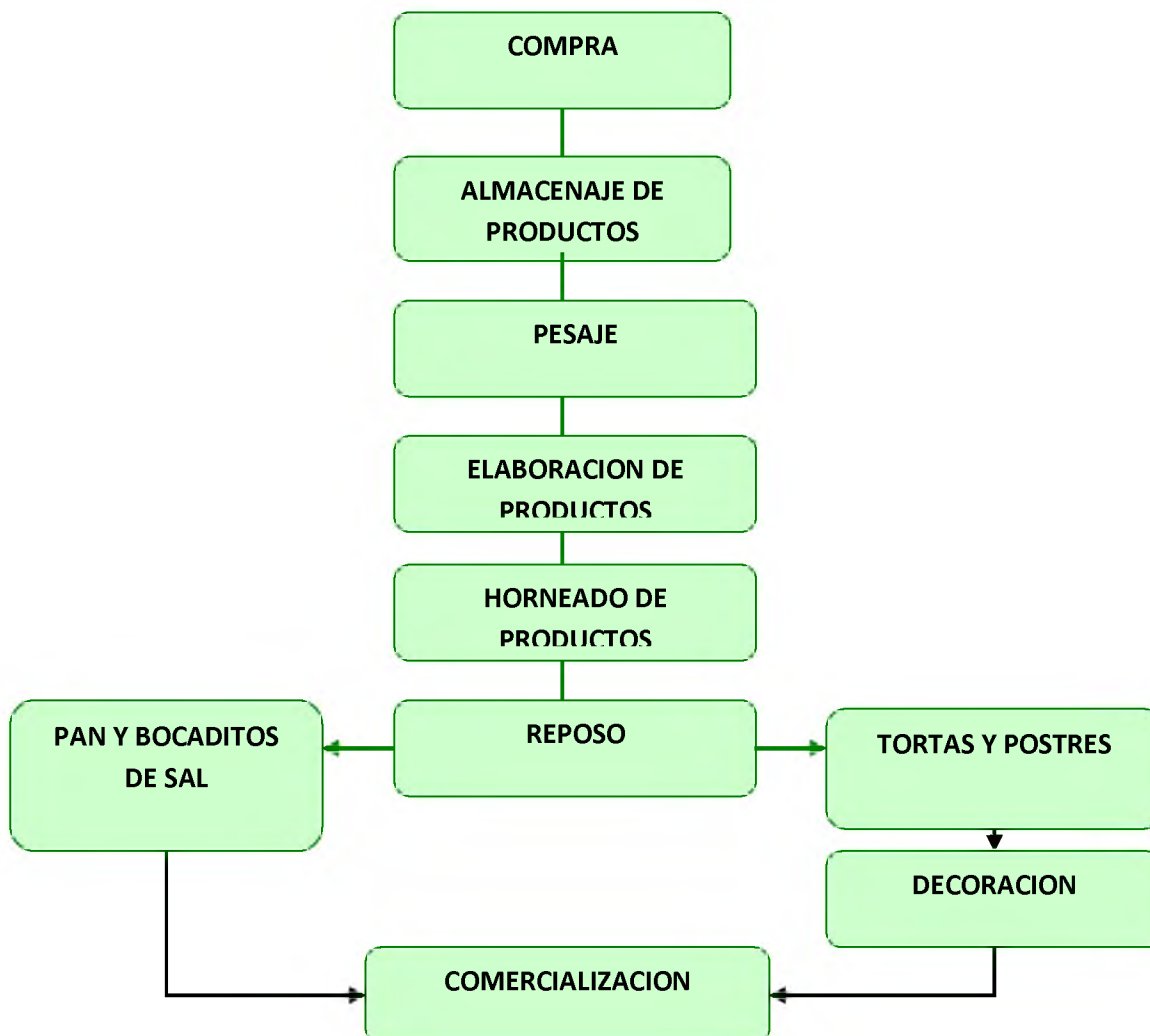 COMPRA
ALMACENAJE DE
PRODUCTOS
PESAJE
ELABORACION DE
PRODUCTOS
HORNEADO DE
PRODUCTOS
REPOSO
PAN Y BOCADITOS
DE SAL
TORTAS Y POSTRES
DECORACION
COMERCIALIZACION